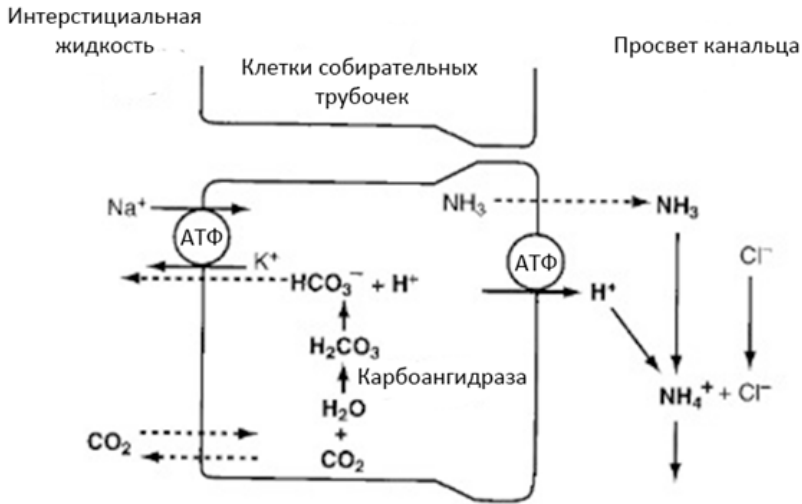 Интерстициальная
жидкость
Клетки собирательных
трубочек
Просвет канальца
Na⁺
АТФ
K⁺
NH₃
NH₃
АТФ
H⁺
Cl⁻
HCO₃⁻ + H⁺
H₂CO₃
Карбоангидраза
H₂O
+
CO₂
CO₂
NH₄⁺ + Cl⁻